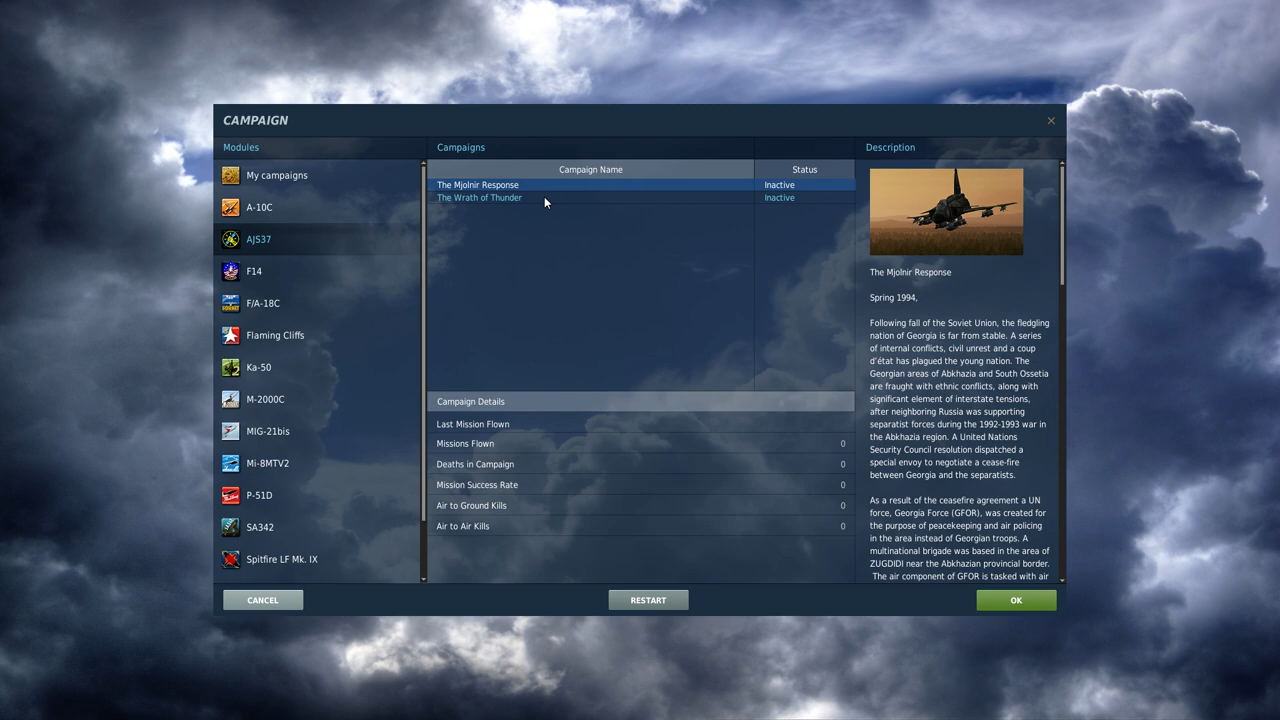 CAMPAIGN
Modules
My campaigns
A-10C
AJS37
F14
F/A-18C
Flaming Cliffs
Ka-50
M-2000C
MIG-21bis
Mi-8MTV2
P-51D
SA342
Spitfire LF Mk. IX
Campaigns
Campaign Name Status
The Mjolnir Response Inactive
The Wrath of Thunder Inactive
Campaign Details
Last Mission Flown
Missions Flown 0
Deaths in Campaign 0
Mission Success Rate 0
Air to Ground Kills 0
Air to Air Kills 0
Description
The Mjolnir Response
Spring 1994,
Following fall of the Soviet Union, the fledgling
nation of Georgia is far from stable. A series
of internal conflicts, civil unrest and a coup
d'état has plagued the young nation. The
Georgian areas of Abkhazia and South Ossetia
are fraught with ethnic conflicts, along with
significant element of interstate tensions,
after neighboring Russia was supporting
separatist forces during the 1992-1993 war in
the Abkhazia region. A United Nations
Security Council resolution dispatched a
special envoy to negotiate a cease-fire
between Georgia and the separatists.
As a result of the ceasefire agreement a UN
force, Georgia Force (GFOR), was created for
the purpose of peacekeeping and air policing
in the area instead of Georgian troops. A
multinational brigade was based in the area of
ZUGDIDI near the Abkhazian provincial border.
The air component of GFOR is tasked with air
CANCEL
RESTART
OK